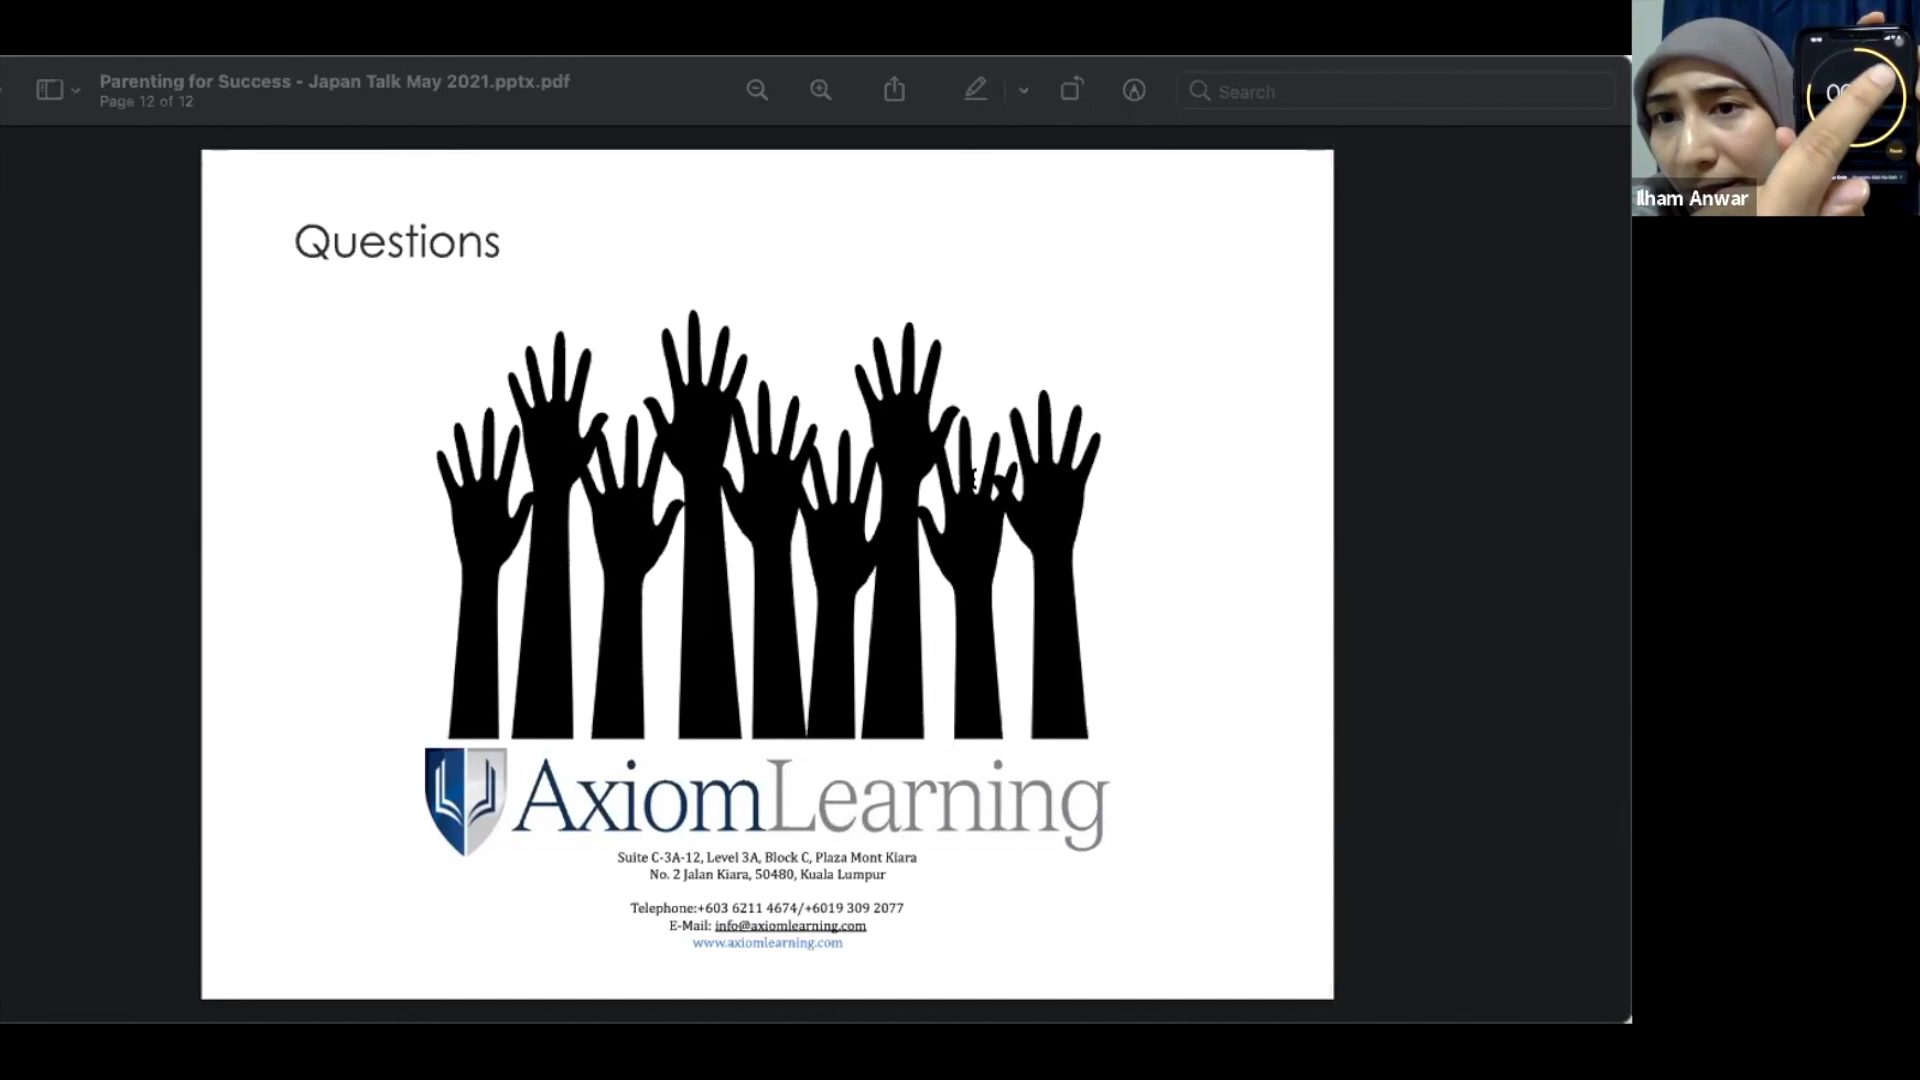 Parenting for Success - Japan Talk May 2021.pptx.pdf
Page 12 of 12
Search
Ilham Anwar
Questions
AxiomLearning
Suite C-3A-12, Level 3A, Block C, Plaza Mont Kiara
No. 2 Jalan Kiara, 50480, Kuala Lumpur
Telephone:+603 6211 4674/+6019 309 2077
E-Mail: info@axiomlearning.com
www.axiomlearning.com